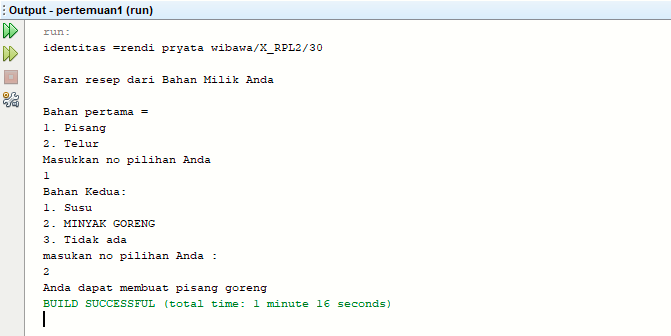 Output - pertemuan1 (run)
run:
identitas =rendi pryata wibawa/X_RPL2/30
Saran resep dari Bahan Milik Anda
Bahan pertama =
1. Pisang
2. Telur
Masukkan no pilihan Anda
1
Bahan Kedua:
1. Susu
2. MINYAK GORENG
3. Tidak ada
masukan no pilihan Anda :
2
Anda dapat membuat pisang goreng
BUILD SUCCESSFUL (total time: 1 minute 16 seconds)